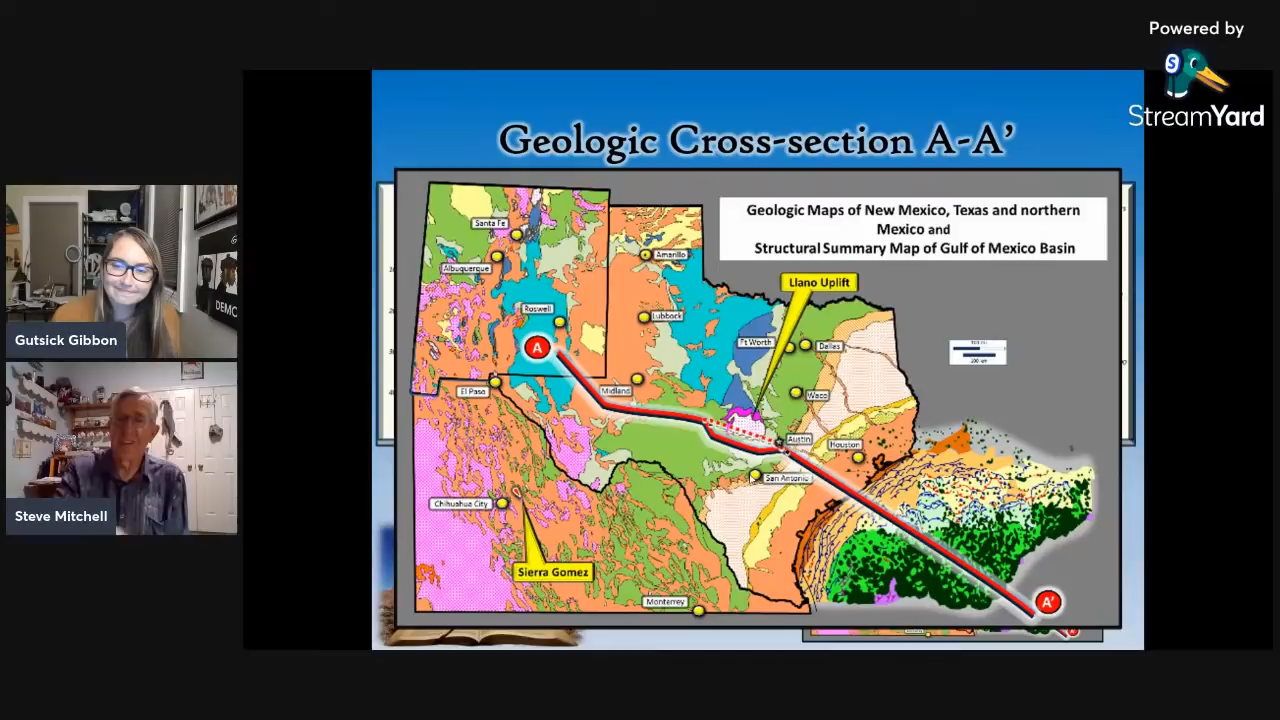 Powered by
S
StreamYard
Geologic Cross-section A-A’
Geologic Maps of New Mexico, Texas and northern
Mexico and
Structural Summary Map of Gulf of Mexico Basin
Santa Fe
Amarillo
Albuquerque
Llano Uplift
Roswell
Lubbock
Ft Worth
Dallas
A
El Paso
Midland
Waco
Austin
Houston
San Antonio
Chihuahua City
Sierra Gomez
Monterrey
A’
Gutsick Gibbon
Steve Mitchell
DEMO